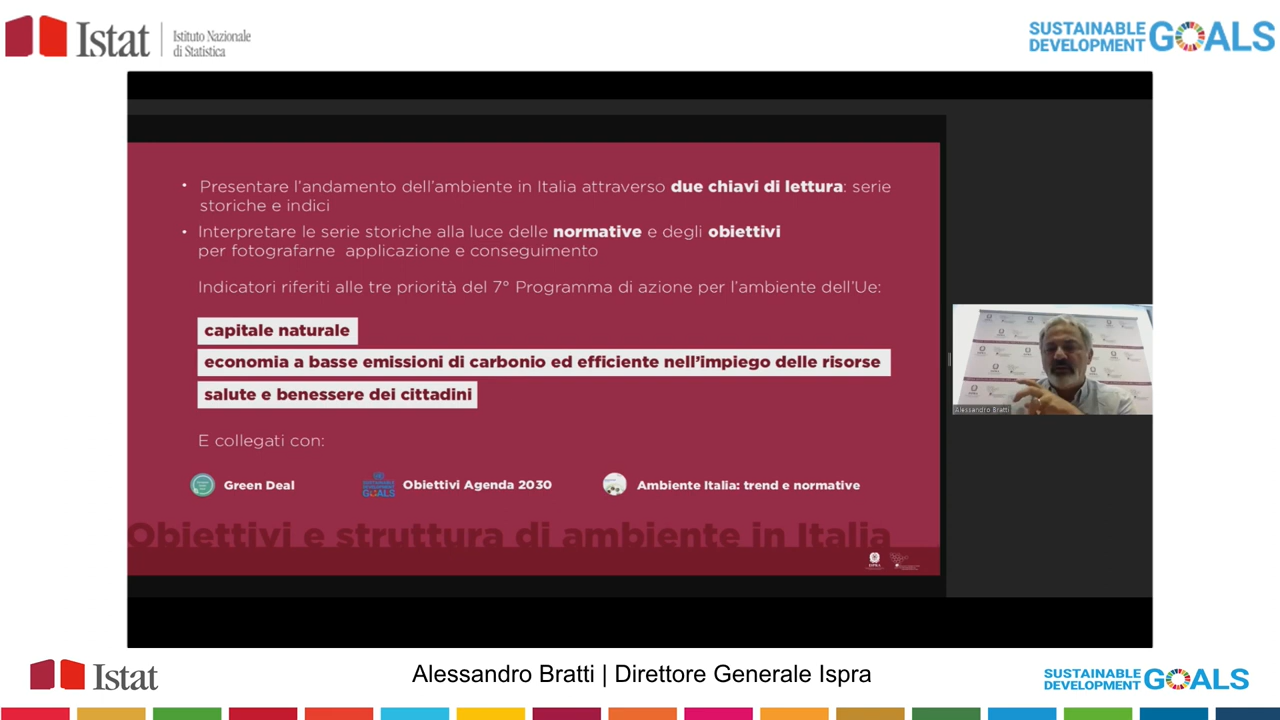 Istat
Istituto Nazionale
di Statistica
SUSTAINABLE
DEVELOPMENT
GOALS
• Presentare l'andamento dell'ambiente in Italia attraverso due chiavi di lettura: serie
storiche e indici
• Interpretare le serie storiche alla luce delle normative e degli obiettivi
per fotografarne applicazione e conseguimento
Indicatori riferiti alle tre priorità del 7° Programma di azione per l'ambiente dell'Ue:
capitale naturale
economia a basse emissioni di carbonio ed efficiente nell'impiego delle risorse
salute e benessere dei cittadini
E collegati con:
Green Deal
SUSTAINABLE
DEVELOPMENT
GOALS
Obiettivi Agenda 2030
Ambiente Italia: trend e normative
Obiettivi e struttura di ambiente in Italia
ISPRA
Alessandro Bratti
Istat
Alessandro Bratti | Direttore Generale Ispra
SUSTAINABLE
DEVELOPMENT
GOALS